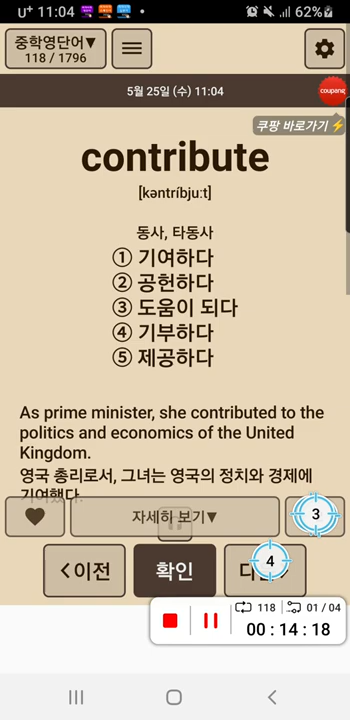 U+ 11:04
62%
중학영단어▼
118 / 1796
5월 25일 (수) 11:04
coupang
쿠팡 바로가기⚡
contribute
[kəntríbju:t]
동사, 타동사
① 기여하다
② 공헌하다
③ 도움이 되다
④ 기부하다
⑤ 제공하다
As prime minister, she contributed to the
politics and economics of the United
Kingdom.
영국 총리로서, 그녀는 영국의 정치와 경제에
기여했다.
자세히 보기▼
3
<이전
확인
4
118
01 / 04
00 : 14 : 18